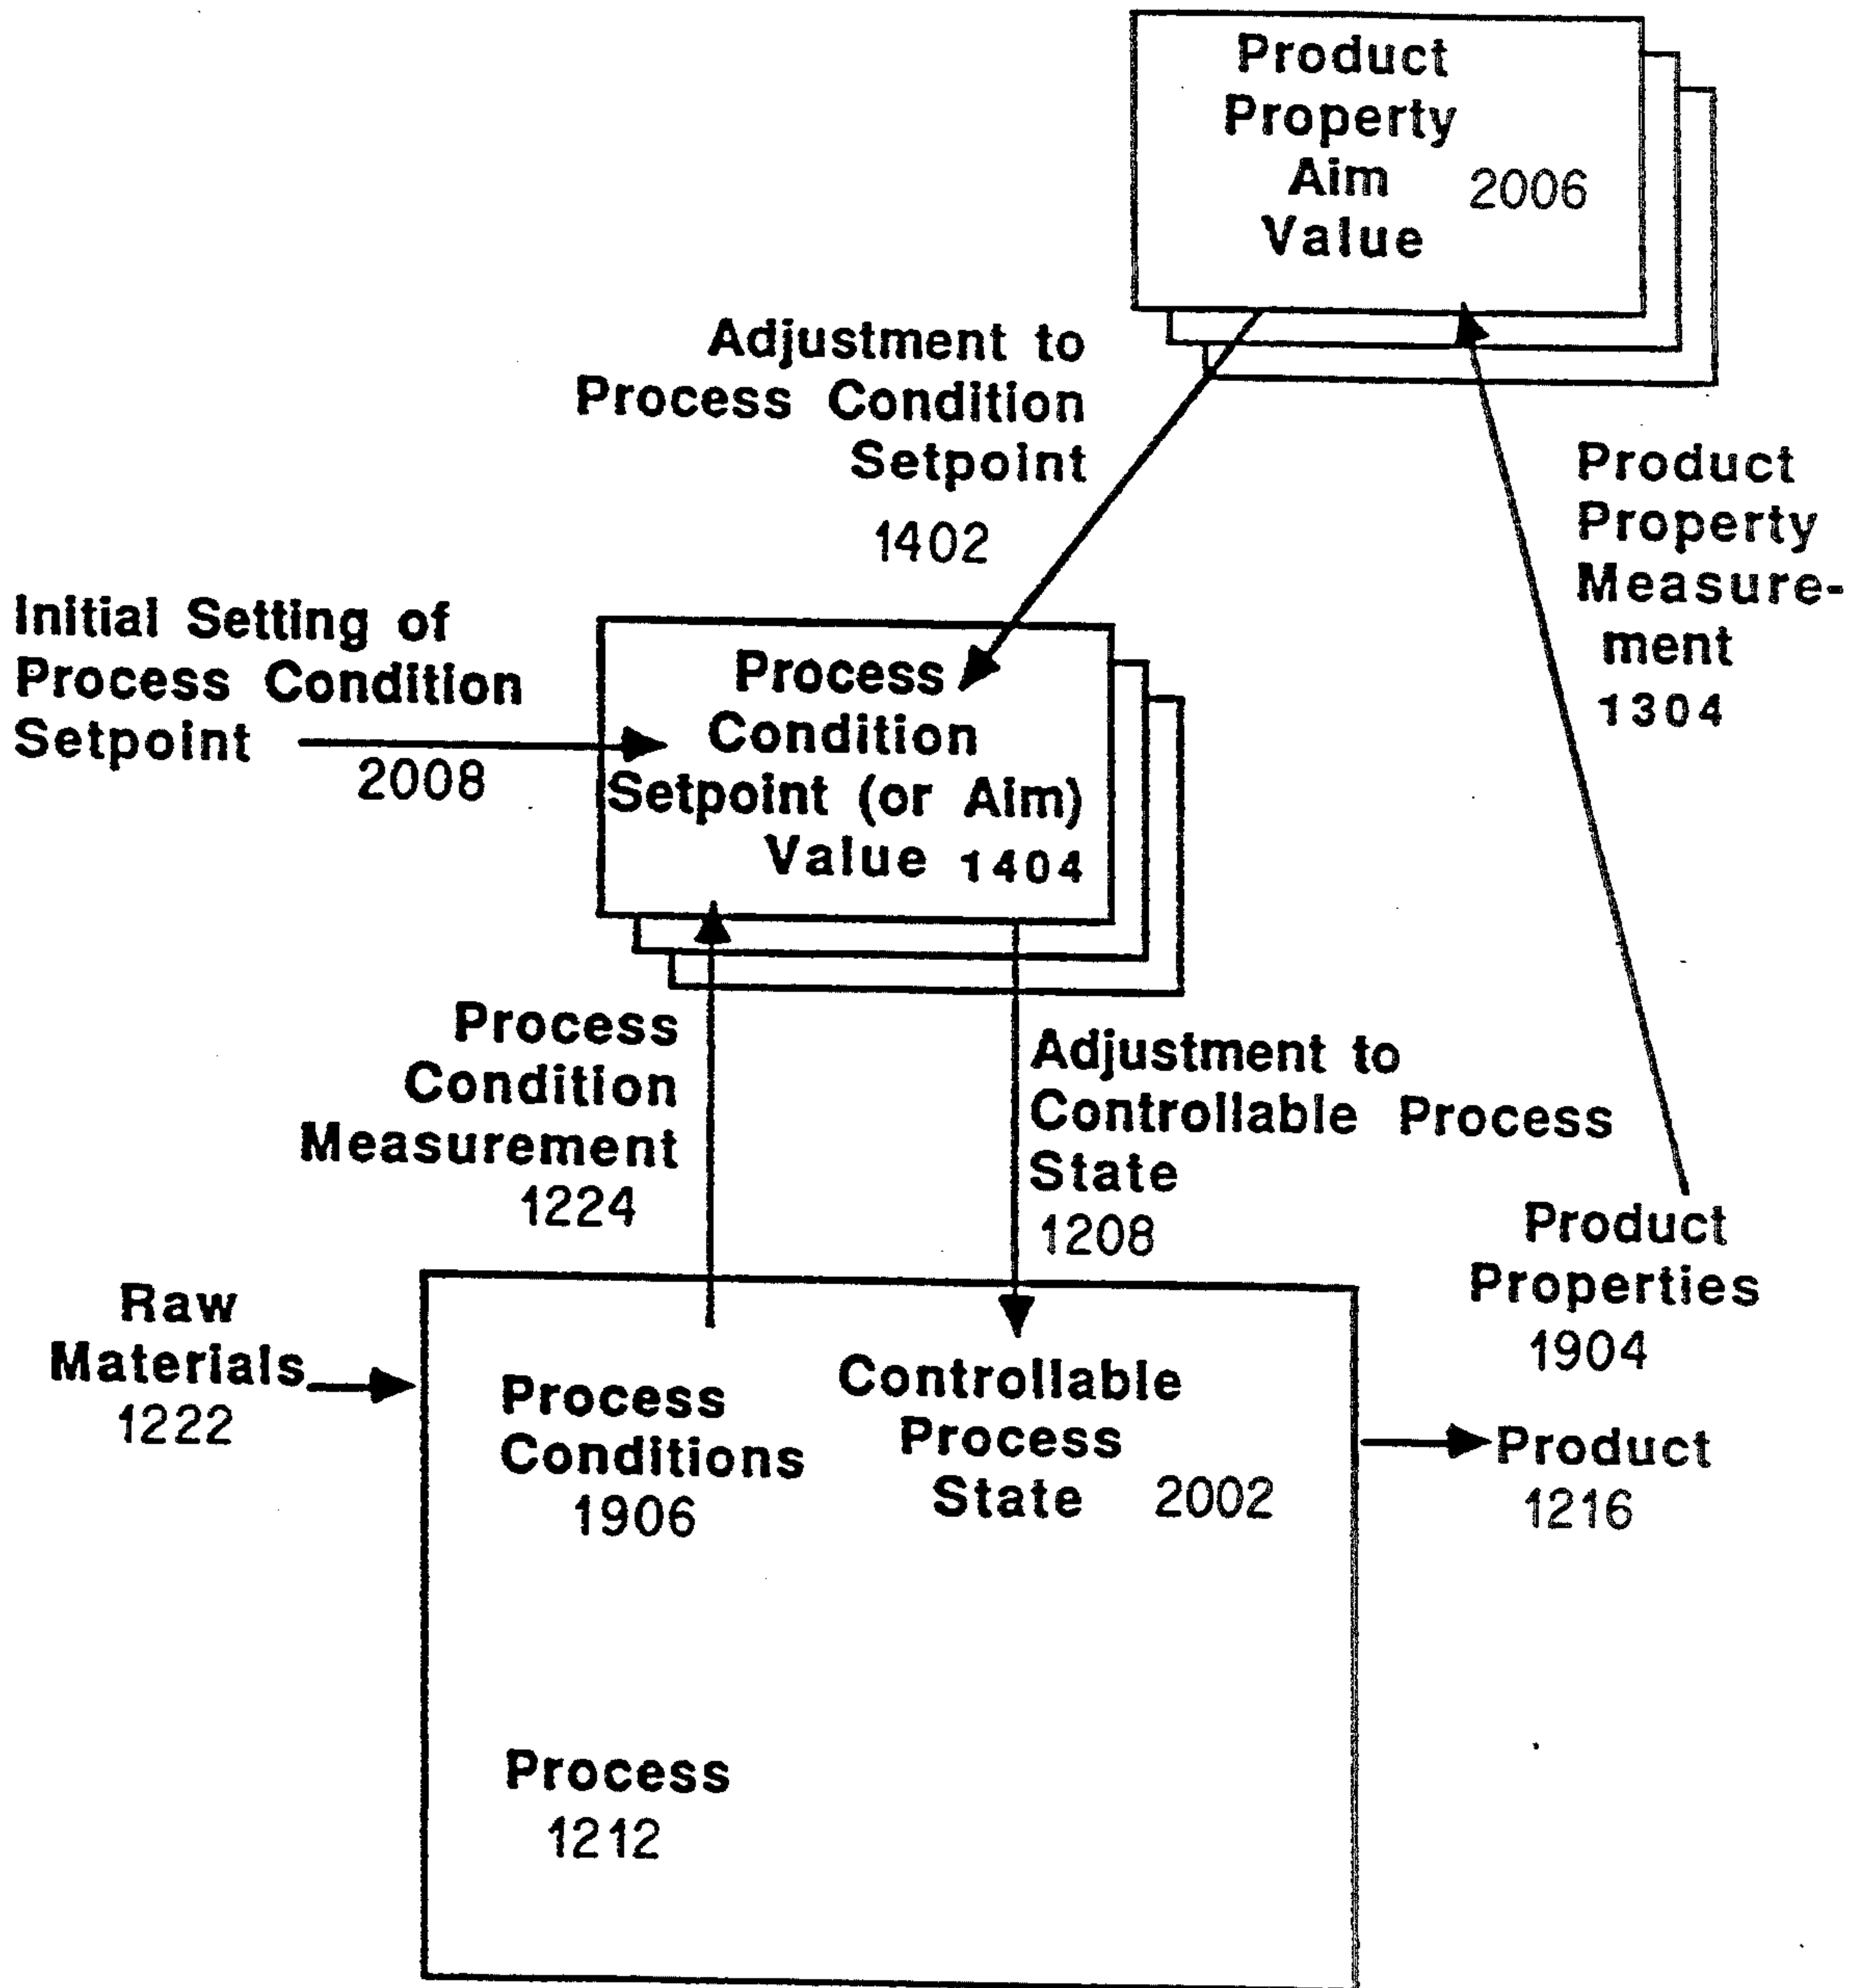 Product
Property
Aim 2006
Value
Adjustment to
Process Condition
Setpoint
1402
Product
Property
Measure-
ment
1304
Initial Setting of
Process Condition
Setpoint
2008
Process
Condition
Setpoint (or Aim)
Value 1404
Process
Condition
Measurement
1224
Adjustment to
Controllable Process
State
1208
Product
Properties
1904
Raw
Materials
1222
Process
Conditions
1906
Controllable
Process
State 2002
Product
1216
Process
1212